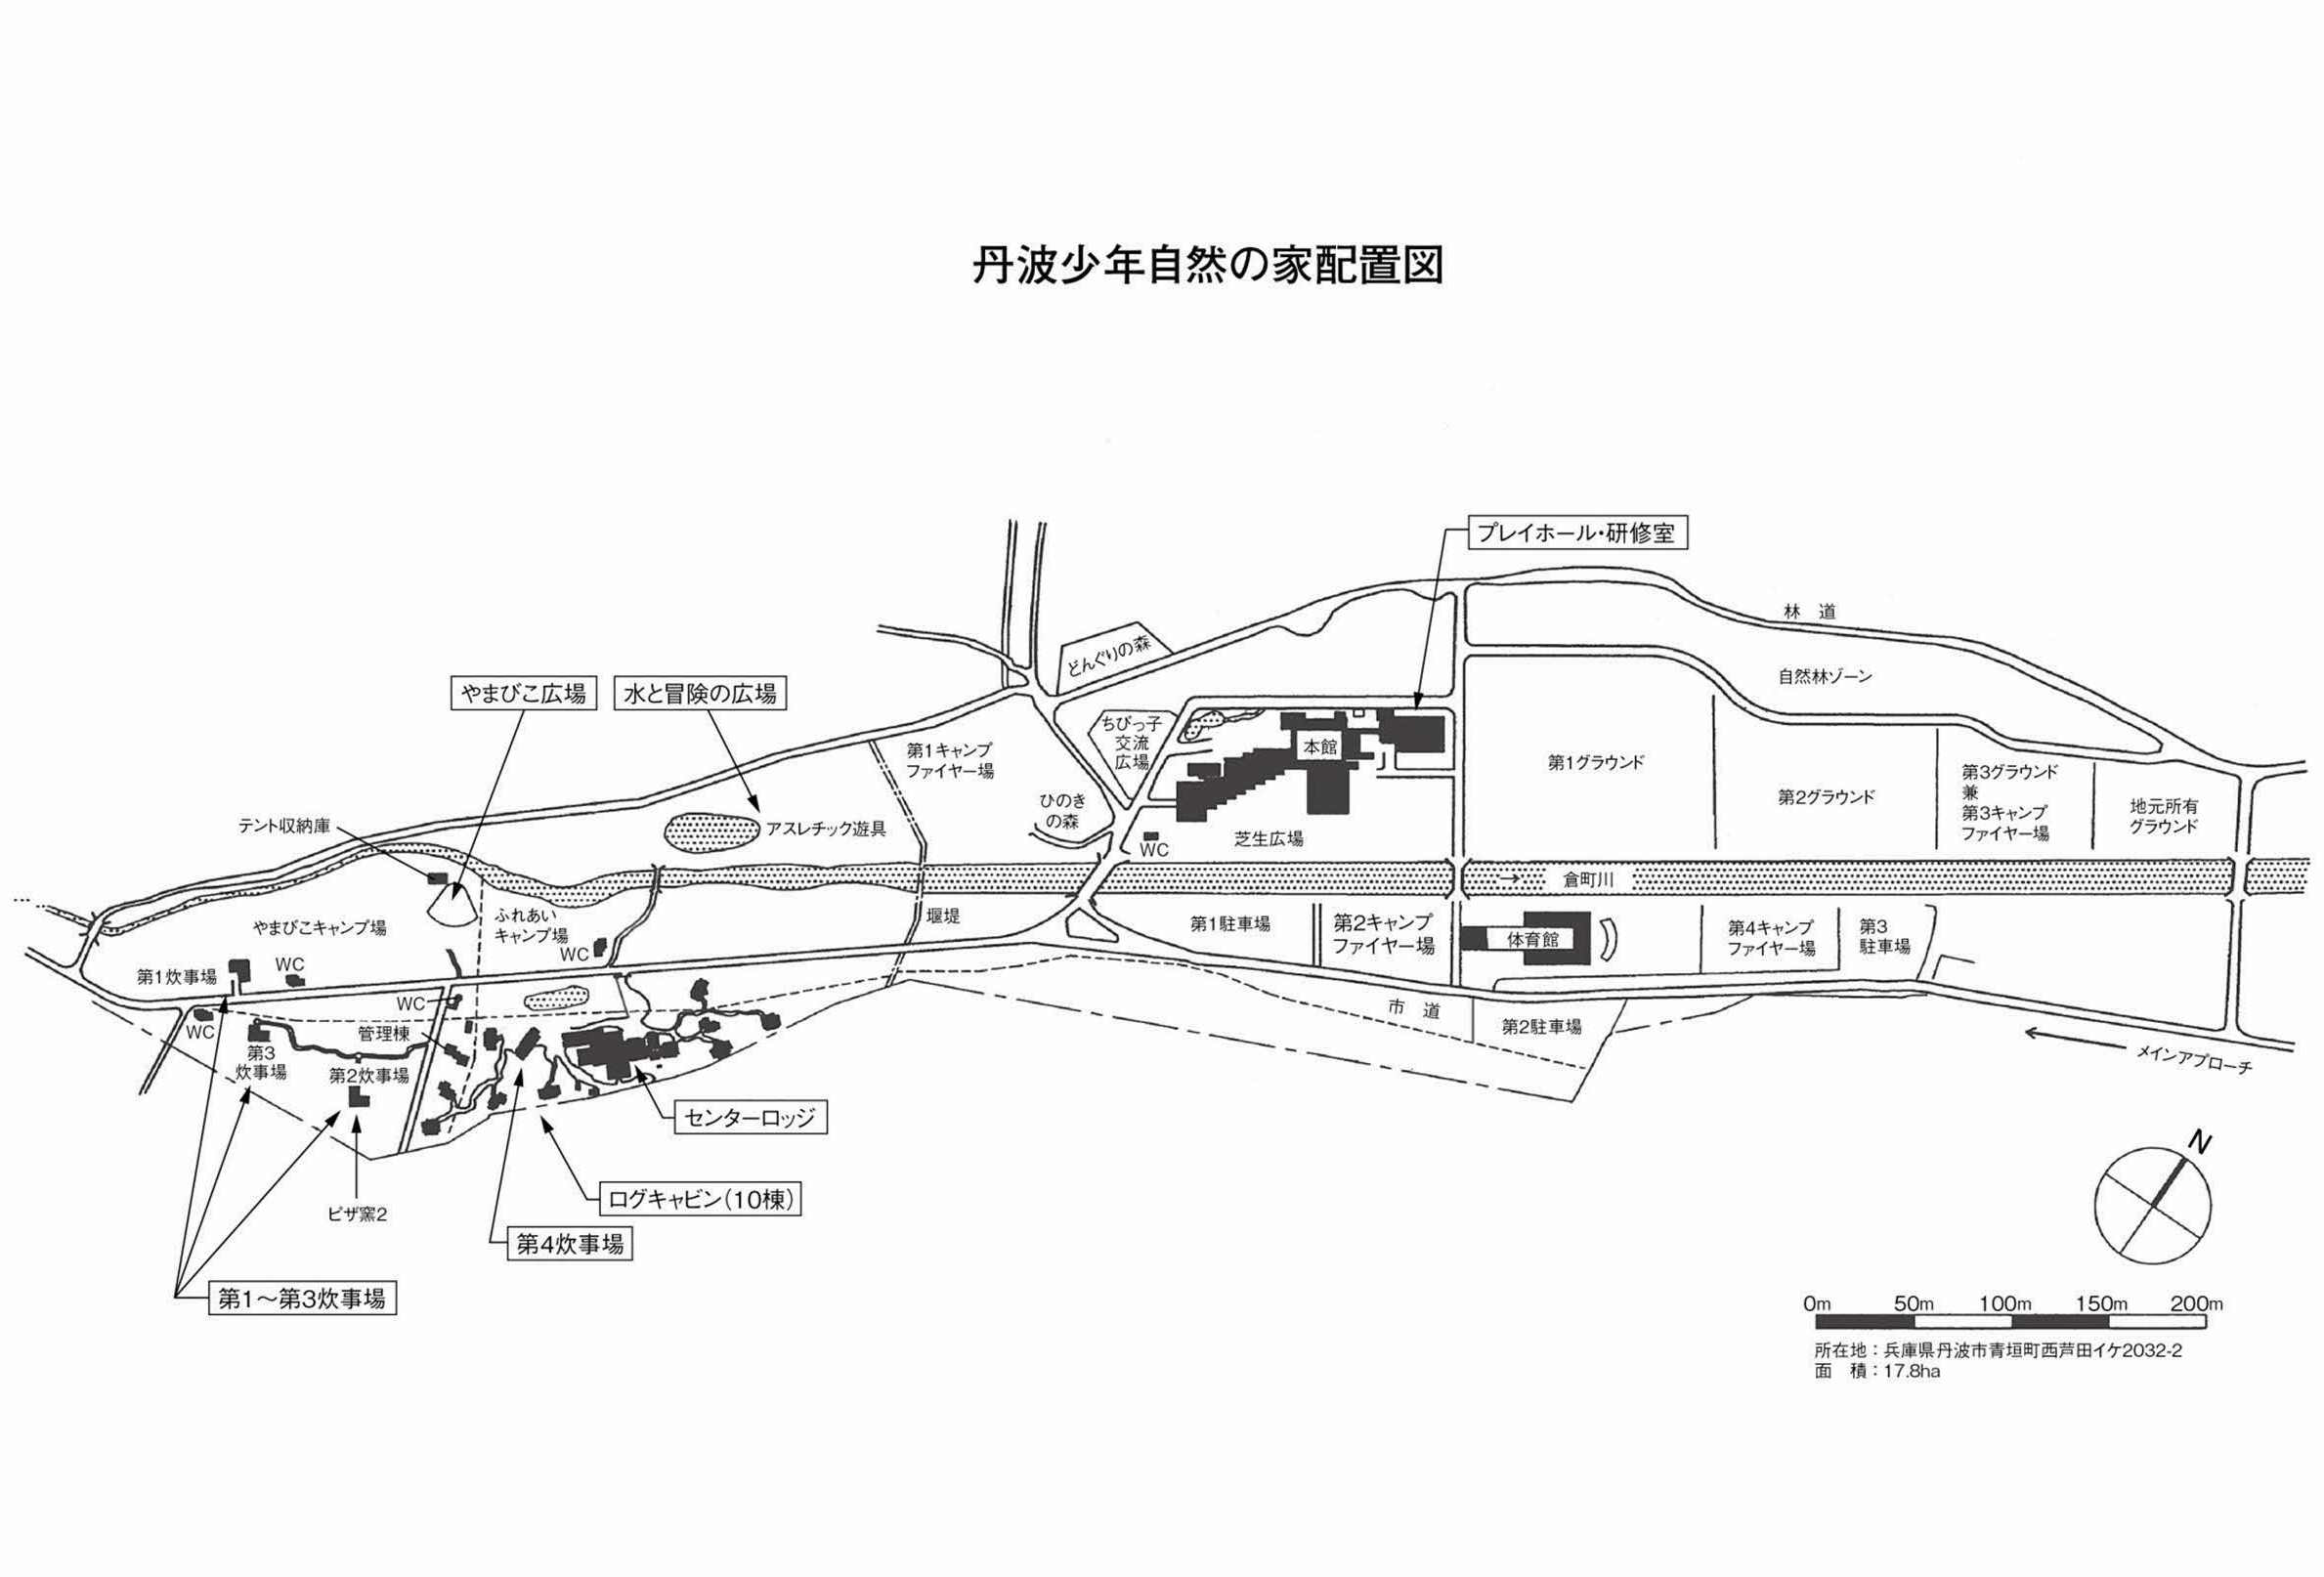 丹波少年自然の家配置図
プレイホール・研修室
林　道
どんぐりの森
自然林ゾーン
やまびこ広場
水と冒険の広場
ちびっ子
交流
広場
第1キャンプ
ファイヤー場
本館
第1グラウンド
第2グラウンド
第3グラウンド
兼
第3キャンプ
ファイヤー場
地元所有
グラウンド
ひのき
の森
テント収納庫
アスレチック遊具
WC
芝生広場
→
倉町川
やまびこキャンプ場
ふれあい
キャンプ場
WC
堰堤
第1駐車場
第2キャンプ
ファイヤー場
体育館
第4キャンプ
ファイヤー場
第3
駐車場
第1炊事場
WC
WC
WC
管理棟
第3
炊事場
第2炊事場
市　道
第2駐車場
メインアプローチ
センターロッジ
ログキャビン(10棟)
ピザ窯2
第4炊事場
第1〜第3炊事場
N
0m 50m 100m 150m 200m
所在地：兵庫県丹波市青垣町西芦田イケ2032-2
面　積：17.8ha